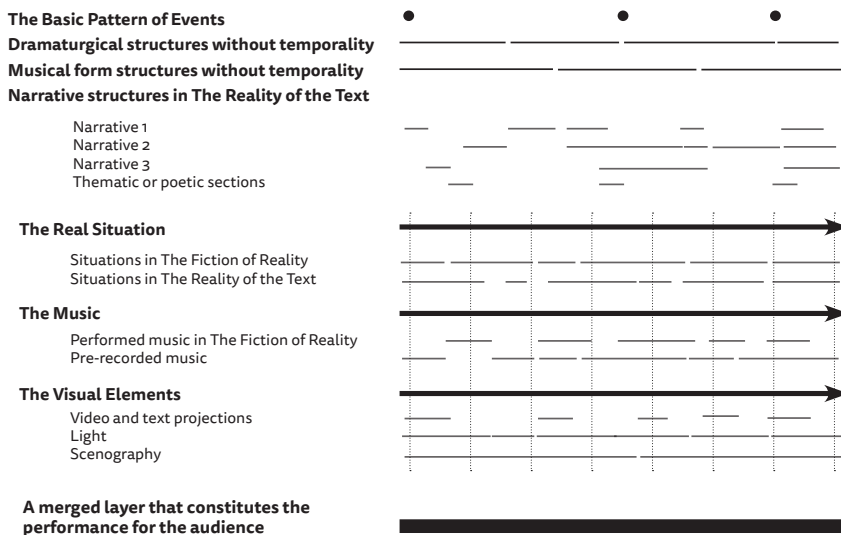 The Basic Pattern of Events
Dramaturgical structures without temporality
Musical form structures without temporality
Narrative structures in The Reality of the Text
Narrative 1
Narrative 2
Narrative 3
Thematic or poetic sections
The Real Situation
Situations in The Fiction of Reality
Situations in The Reality of the Text
The Music
Performed music in The Fiction of Reality
Pre-recorded music
The Visual Elements
Video and text projections
Light
Scenography
A merged layer that constitutes the
performance for the audience